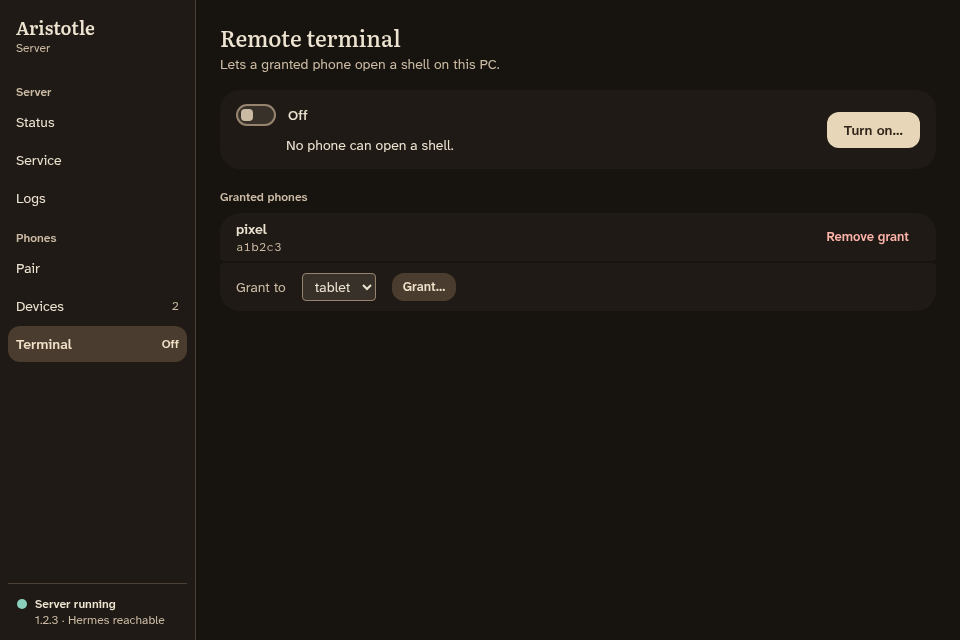 Aristotle
Server
Server
Status
Service
Logs
Phones
Pair
Devices 2
Terminal Off
Server running
1.2.3 · Hermes reachable
Remote terminal
Lets a granted phone open a shell on this PC.
Off
No phone can open a shell.
Turn on...
Granted phones
pixel
a1b2c3
Remove grant
Grant to tablet Grant...